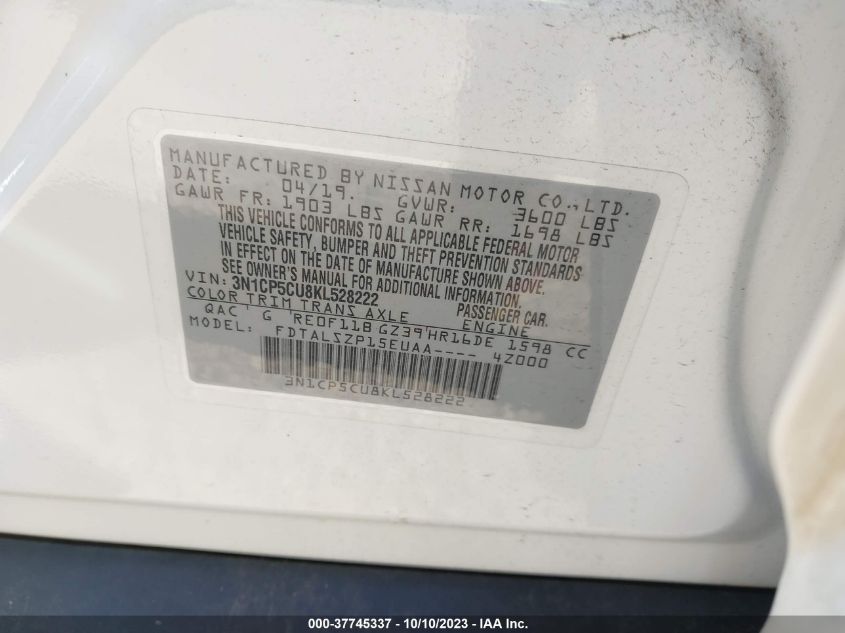 MANUFACTURED BY NISSAN MOTOR CO.,LTD.
DATE: 04/19. GVWR: 3600 LBS
GAWR FR: 1903 LBS GAWR RR: 1698 LBS
THIS VEHICLE CONFORMS TO ALL APPLICABLE FEDERAL MOTOR
VEHICLE SAFETY, BUMPER AND THEFT PREVENTION STANDARDS
IN EFFECT ON THE DATE OF MANUFACTURE SHOWN ABOVE.
SEE OWNER'S MANUAL FOR ADDITIONAL INFORMATION.
VIN: 3N1CP5CU8KL528222 PASSENGER CAR.
COLOR TRIM TRANS AXLE ENGINE
QAC G RE0F11B GZ39 HR16DE 1598 CC
MODEL: FDTALSZP15EUAA---- 4Z000
3N1CP5CU8KL528222
000-37745337 - 10/10/2023 - IAA Inc.